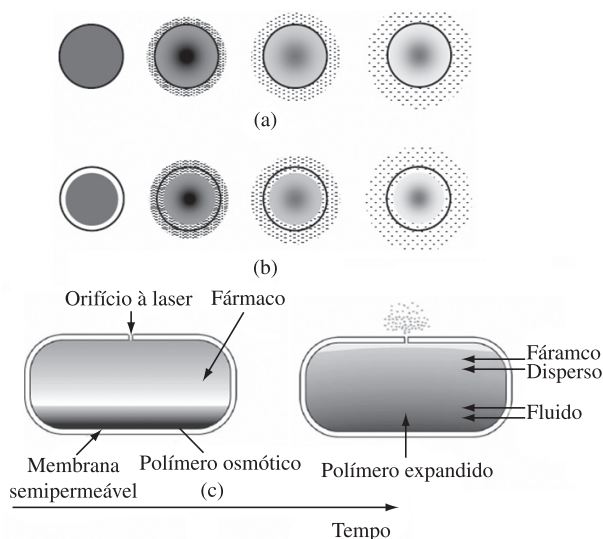 (a)
(b)
Orifício à laser
Fármaco
Membrana
semipermeável
Polímero osmótico
(c)
Fáramco
Disperso
Fluido
Polímero expandido
Tempo